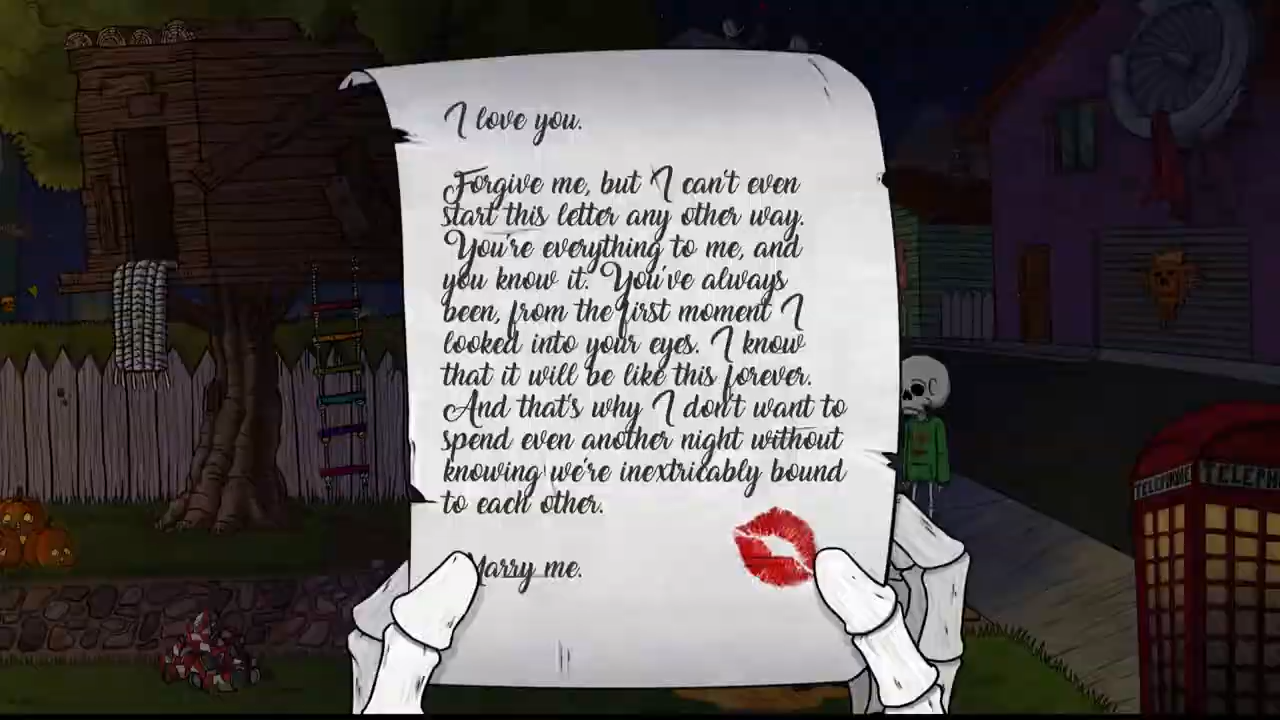 I love you.
Forgive me, but I can't even
start this letter any other way.
You're everything to me, and
you know it. You've always
been, from the first moment I
looked into your eyes. I know
that it will be like this forever.
And that's why I don't want to
spend even another night without
knowing we're inextricably bound
to each other.
Marry me.
TELEPHONE